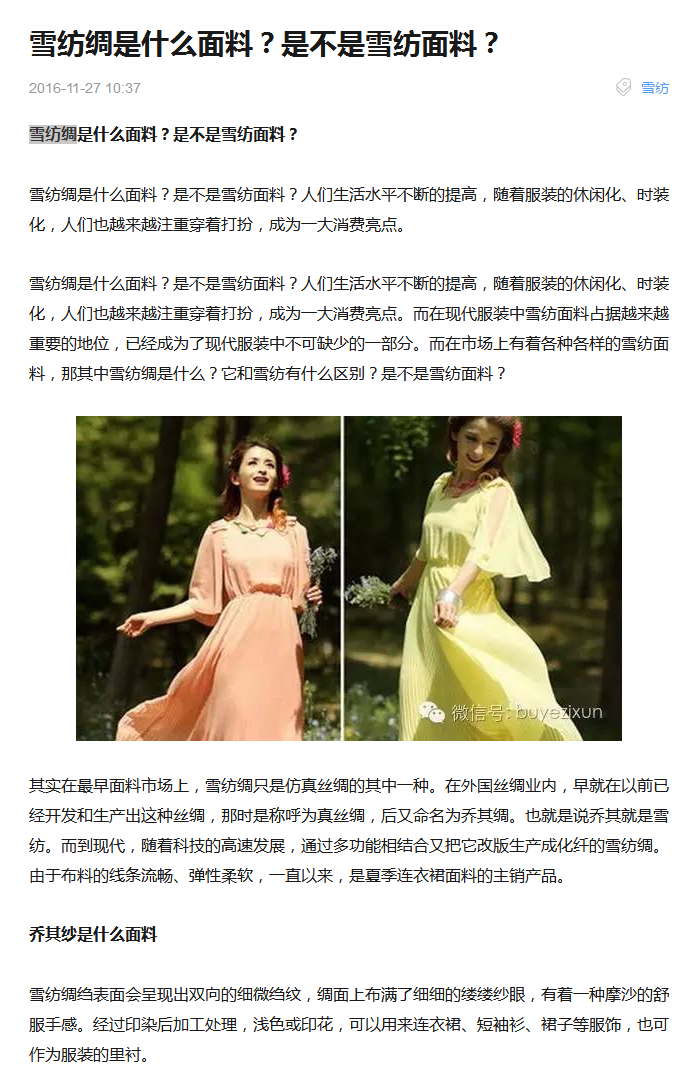 雪纺绸是什么面料？是不是雪纺面料？
2016-11-27 10:37
雪纺
雪纺绸是什么面料？是不是雪纺面料？
雪纺绸是什么面料？是不是雪纺面料？人们生活水平不断的提高，随着服装的休闲化、时装
化，人们也越来越注重穿着打扮，成为一大消费亮点。
雪纺绸是什么面料？是不是雪纺面料？人们生活水平不断的提高，随着服装的休闲化、时装
化，人们也越来越注重穿着打扮，成为一大消费亮点。而在现代服装中雪纺面料占据越来越
重要的地位，已经成为了现代服装中不可缺少的一部分。而在市场上有着各种各样的雪纺面
料，那其中雪纺绸是什么？它和雪纺有什么区别？是不是雪纺面料？
微信号: buyezixun
其实在最早面料市场上，雪纺绸只是仿真丝绸的其中一种。在外国丝绸业内，早就在以前已
经开发和生产出这种丝绸，那时是称呼为真丝绸，后又命名为乔其绸。也就是说乔其就是雪
纺。而到现代，随着科技的高速发展，通过多功能相结合又把它改版生产成化纤的雪纺绸。
由于布料的线条流畅、弹性柔软，一直以来，是夏季连衣裙面料的主销产品。
乔其纱是什么面料
雪纺绸绉表面会呈现出双向的细微绉纹，绸面上布满了细细的缕缕纱眼，有着一种摩沙的舒
服手感。经过印染后加工处理，浅色或印花，可以用来连衣裙、短袖衫、裙子等服饰，也可
作为服装的里衬。